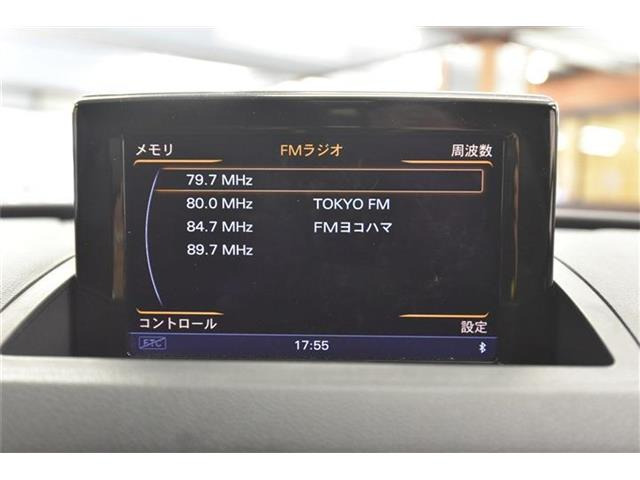 メモリ FMラジオ 周波数
79.7 MHz
80.0 MHz TOKYO FM
84.7 MHz FMヨコハマ
89.7 MHz
コントロール 設定
ETC 17:55